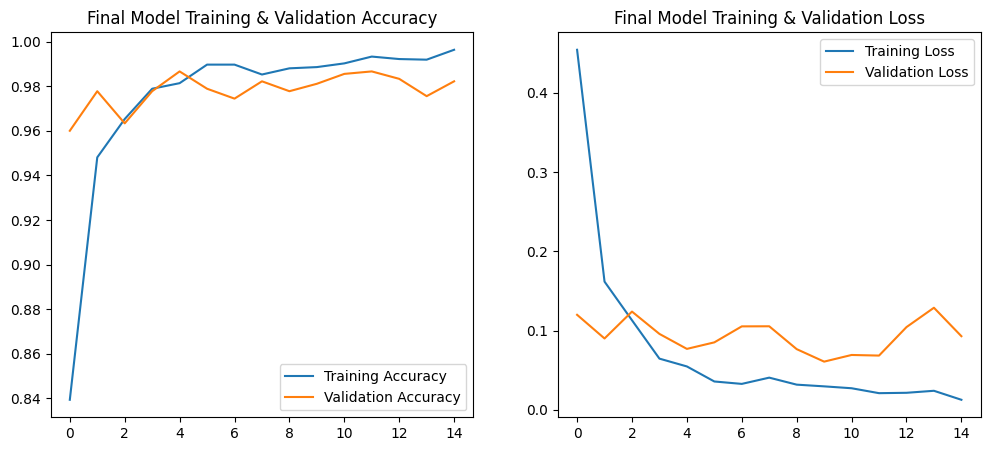 Final Model Training & Validation Accuracy
1.00
0.98
0.96
0.94
0.92
0.90
0.88
0.86
0.84
0 2 4 6 8 10 12 14
Training Accuracy
Validation Accuracy
Final Model Training & Validation Loss
0.4
0.3
0.2
0.1
0.0
0 2 4 6 8 10 12 14
Training Loss
Validation Loss